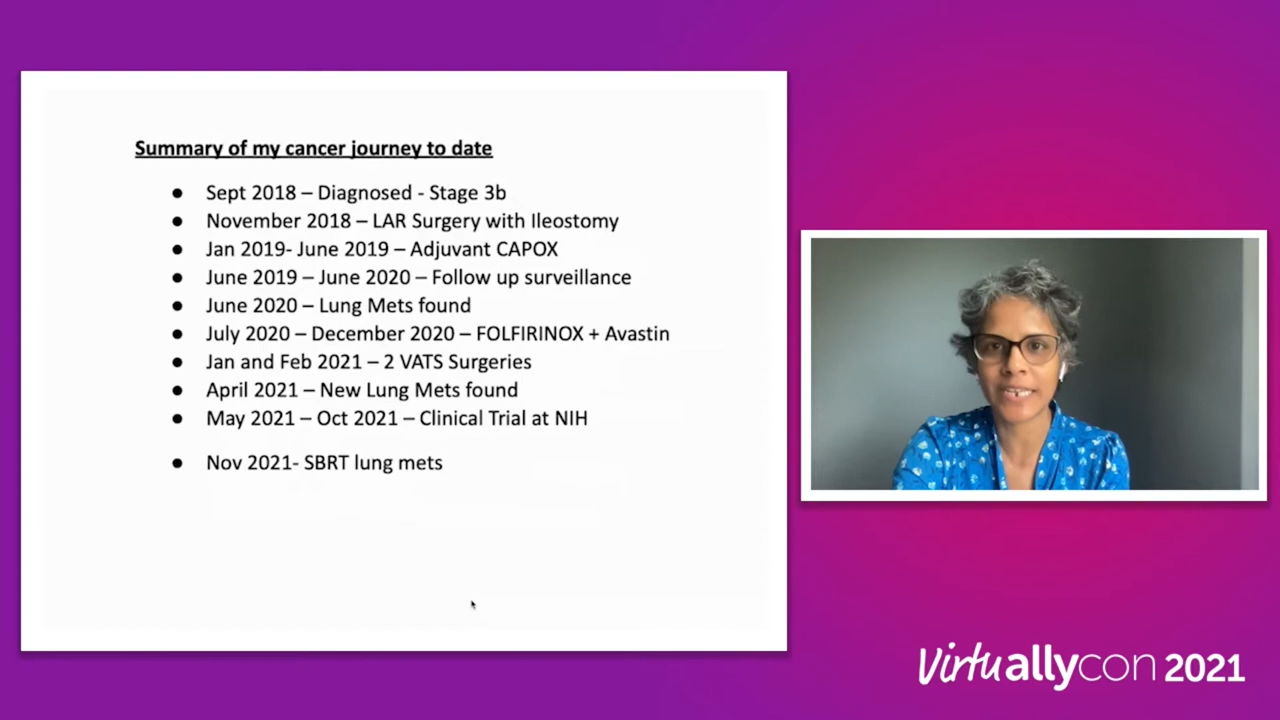 Summary of my cancer journey to date
● Sept 2018 – Diagnosed - Stage 3b
● November 2018 – LAR Surgery with Ileostomy
● Jan 2019- June 2019 – Adjuvant CAPOX
● June 2019 – June 2020 – Follow up surveillance
● June 2020 – Lung Mets found
● July 2020 – December 2020 – FOLFIRINOX + Avastin
● Jan and Feb 2021 – 2 VATS Surgeries
● April 2021 – New Lung Mets found
● May 2021 – Oct 2021 – Clinical Trial at NIH
● Nov 2021- SBRT lung mets
Virtuallycon 2021